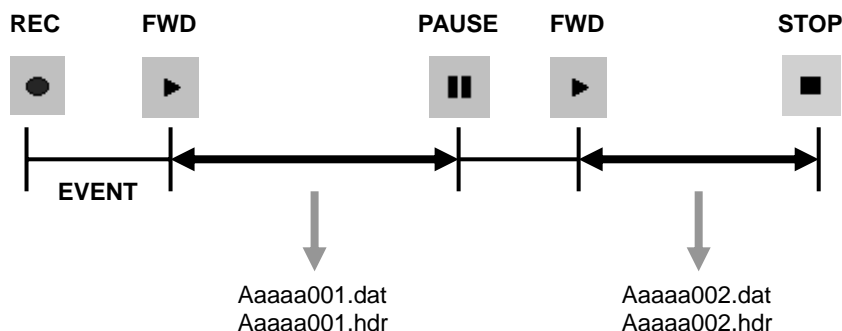 REC FWD PAUSE FWD STOP
EVENT
Aaaaa001.dat Aaaaa002.dat
Aaaaa001.hdr Aaaaa002.hdr